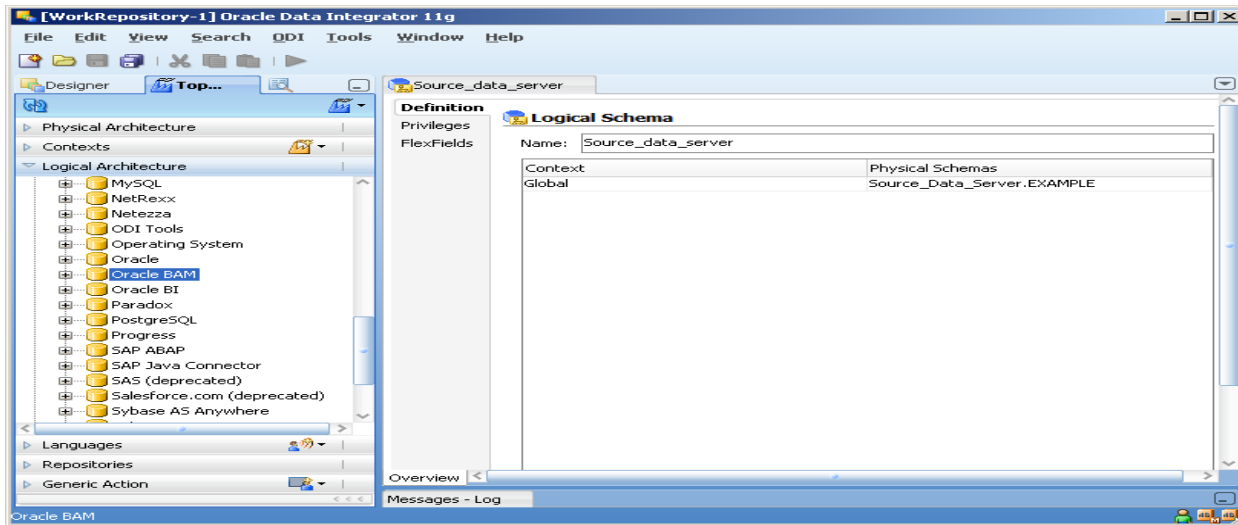 [WorkRepository-1] Oracle Data Integrator 11g
File Edit View Search ODI Tools Window Help
Designer Top...
Source_data_server
Physical Architecture
Contexts
Logical Architecture
MySQL
NetRexx
Netezza
ODI Tools
Operating System
Oracle
Oracle BAM
Oracle BI
Paradox
PostgreSQL
Progress
SAP ABAP
SAP Java Connector
SAS (deprecated)
Salesforce.com (deprecated)
Sybase AS Anywhere
Languages
Repositories
Generic Action
Definition
Privileges
FlexFields
Logical Schema
Name: Source_data_server
Context Physical Schemas
Global Source_Data_Server.EXAMPLE
Overview
Messages - Log
Oracle BAM